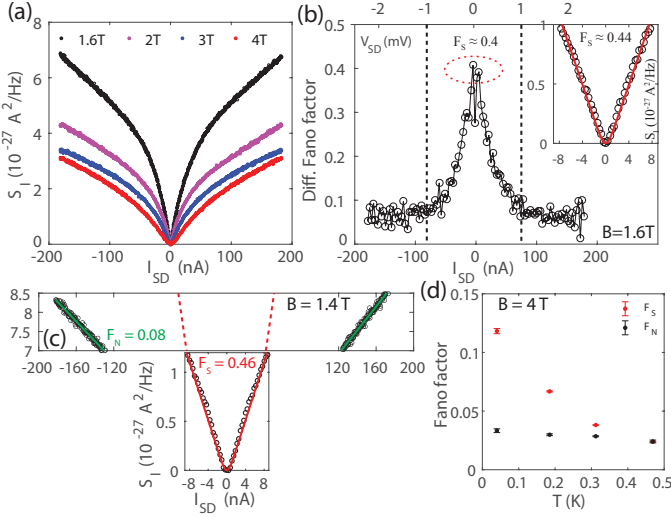 (a)
1.6T 2T 3T 4T
8
6
4
2
0
S_I (10^-27 A^2/Hz)
-200 -100 0 100 200
I_SD (nA)
(b)
-2 -1 0 1 2
V_SD (mV)
F_S ≈ 0.4
0.5
0.4
0.3
0.2
0.1
0
Diff. Fano factor
B=1.6T
-200 -100 0 100 200
I_SD (nA)
F_S ≈ 0.44
1
0.5
0
S_I (10^-27 A^2/Hz)
-8 -4 0 4 8
(c)
B = 1.4 T
8.5
8
7.5
7
F_N = 0.08
-200 -160 -120
120 160 200
F_S = 0.46
1
0.5
0
S_I (10^-27 A^2/Hz)
-8 -4 0 4 8
I_SD (nA)
(d)
B = 4 T
F_S
F_N
0.15
0.1
0.05
0
Fano factor
0 0.1 0.2 0.3 0.4 0.5
T (K)